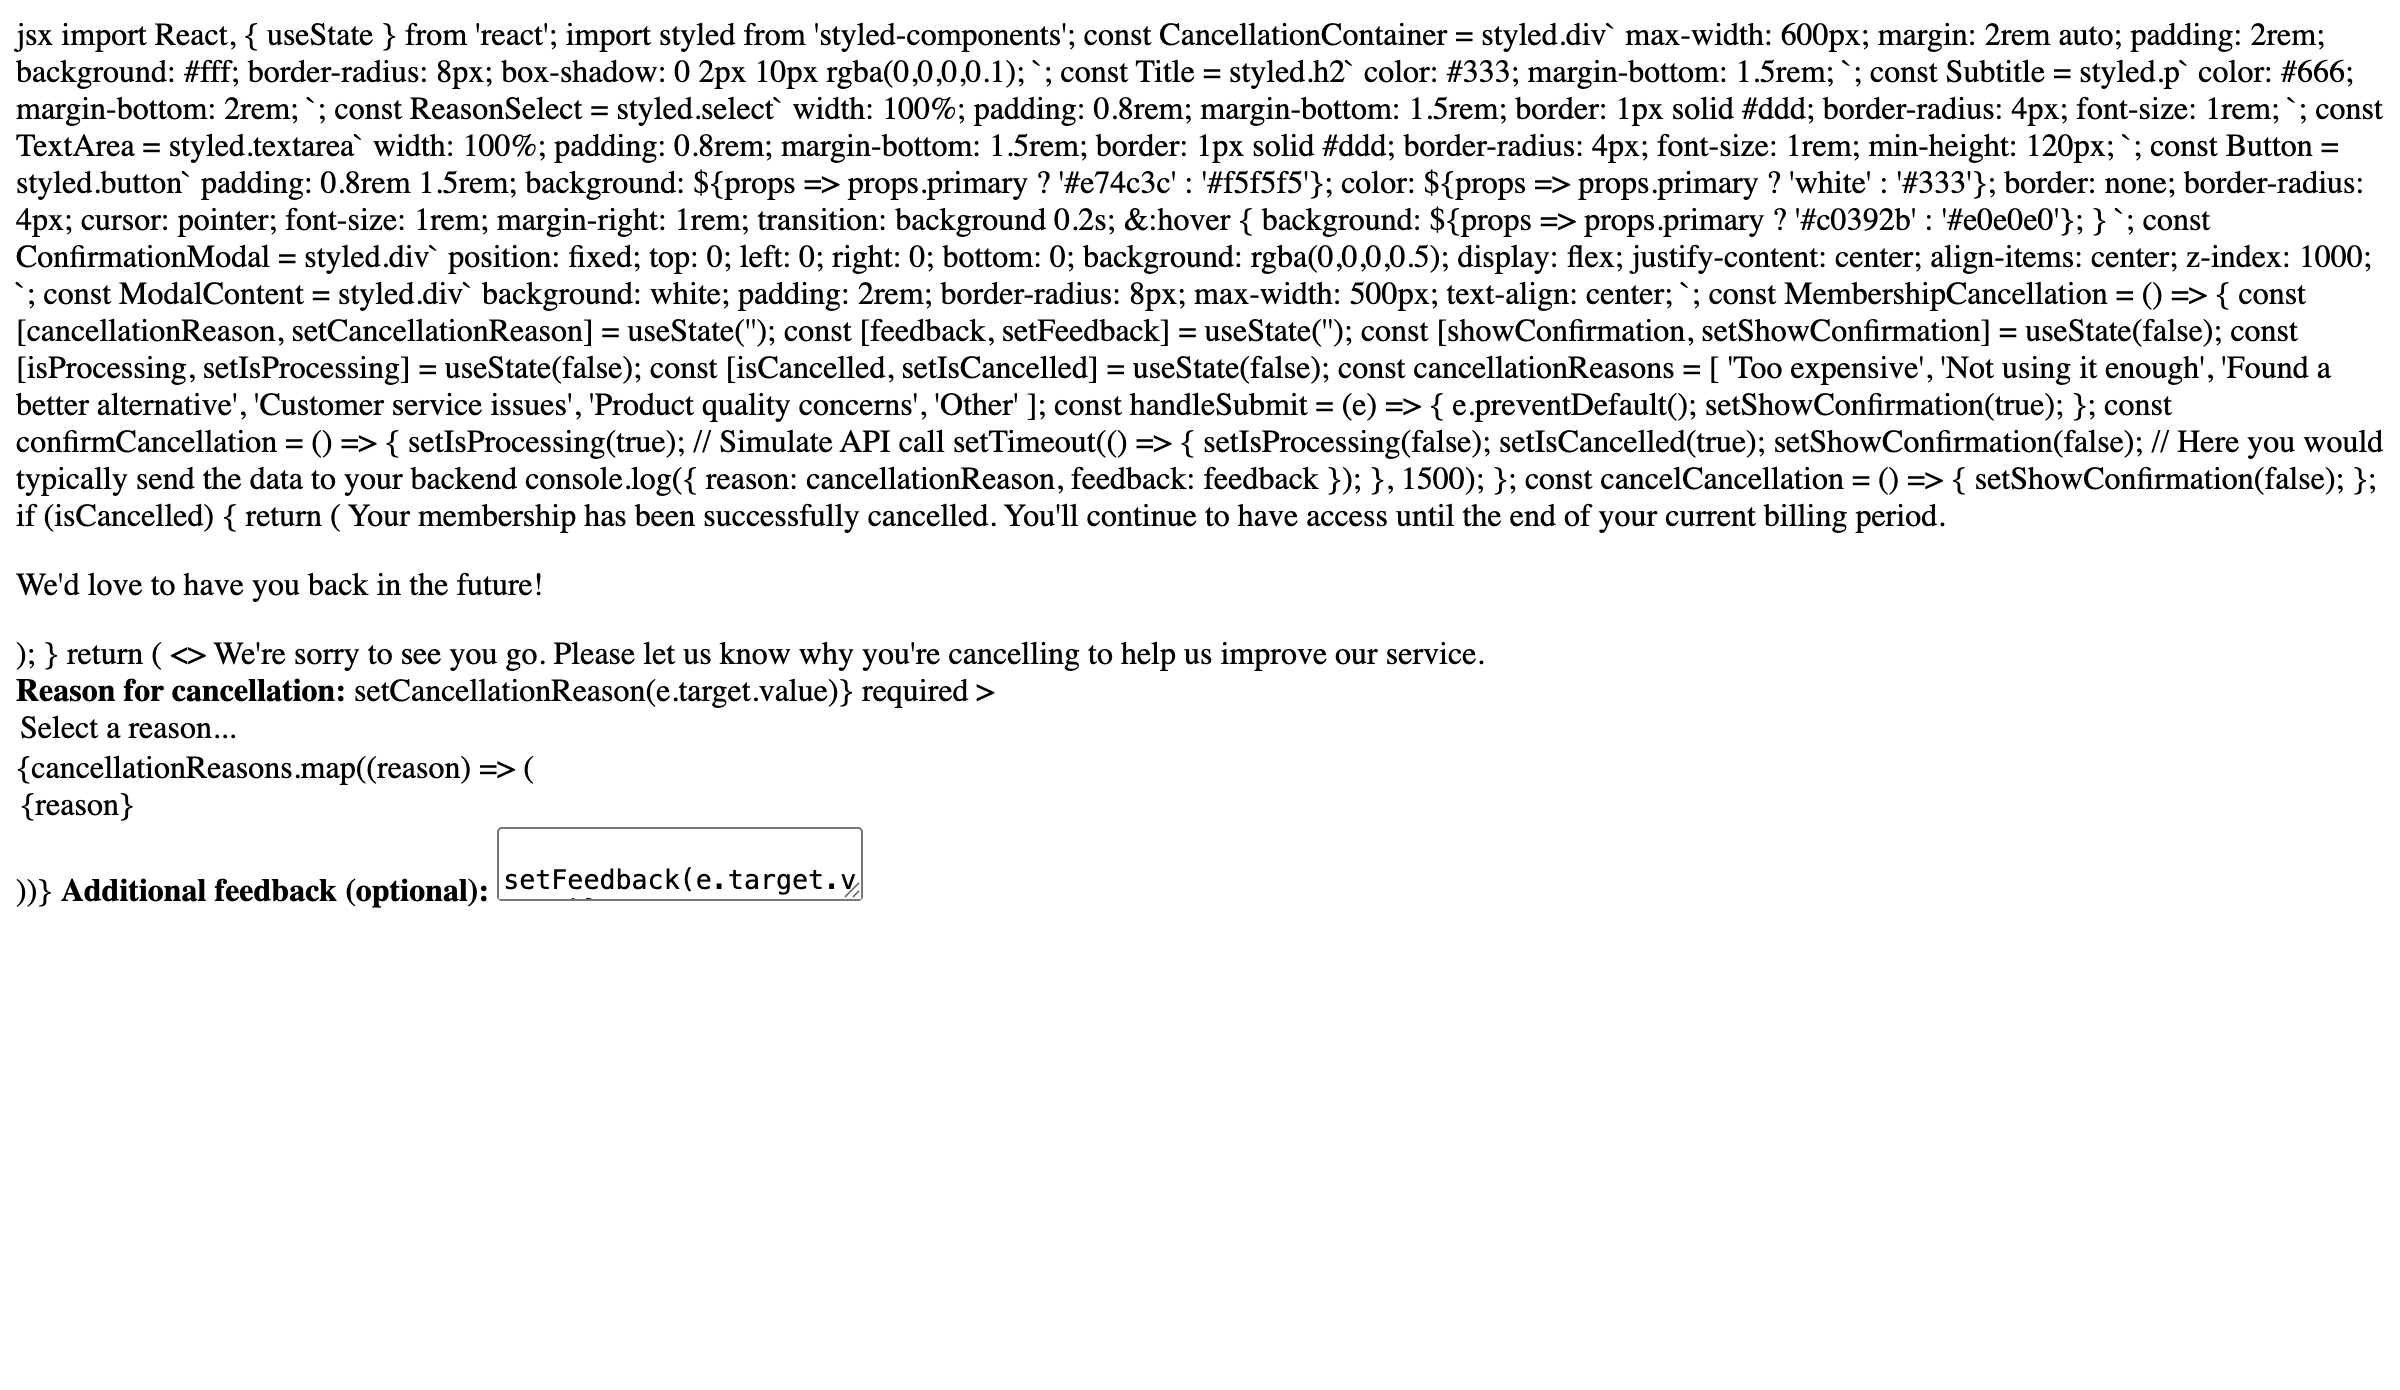 jsx import React, { useState } from 'react'; import styled from 'styled-components'; const CancellationContainer = styled.div` max-width: 600px; margin: 2rem auto; padding: 2rem;
background: #fff; border-radius: 8px; box-shadow: 0 2px 10px rgba(0,0,0,0.1); `; const Title = styled.h2` color: #333; margin-bottom: 1.5rem; `; const Subtitle = styled.p` color: #666;
margin-bottom: 2rem; `; const ReasonSelect = styled.select` width: 100%; padding: 0.8rem; margin-bottom: 1.5rem; border: 1px solid #ddd; border-radius: 4px; font-size: 1rem; `; const
TextArea = styled.textarea` width: 100%; padding: 0.8rem; margin-bottom: 1.5rem; border: 1px solid #ddd; border-radius: 4px; font-size: 1rem; min-height: 120px; `; const Button =
styled.button` padding: 0.8rem 1.5rem; background: ${props => props.primary ? '#e74c3c' : '#f5f5f5'}; color: ${props => props.primary ? 'white' : '#333'}; border: none; border-radius:
4px; cursor: pointer; font-size: 1rem; margin-right: 1rem; transition: background 0.2s; &:hover { background: ${props => props.primary ? '#c0392b' : '#e0e0e0'}; } `; const
ConfirmationModal = styled.div` position: fixed; top: 0; left: 0; right: 0; bottom: 0; background: rgba(0,0,0,0.5); display: flex; justify-content: center; align-items: center; z-index: 1000;
`; const ModalContent = styled.div` background: white; padding: 2rem; border-radius: 8px; max-width: 500px; text-align: center; `; const MembershipCancellation = () => { const
[cancellationReason, setCancellationReason] = useState(''); const [feedback, setFeedback] = useState(''); const [showConfirmation, setShowConfirmation] = useState(false); const
[isProcessing, setIsProcessing] = useState(false); const [isCancelled, setIsCancelled] = useState(false); const cancellationReasons = [ 'Too expensive', 'Not using it enough', 'Found a
better alternative', 'Customer service issues', 'Product quality concerns', 'Other' ]; const handleSubmit = (e) => { e.preventDefault(); setShowConfirmation(true); }; const
confirmCancellation = () => { setIsProcessing(true); // Simulate API call setTimeout(() => { setIsProcessing(false); setIsCancelled(true); setShowConfirmation(false); // Here you would
typically send the data to your backend console.log({ reason: cancellationReason, feedback: feedback }); }, 1500); }; const cancelCancellation = () => { setShowConfirmation(false); };
if (isCancelled) { return ( Your membership has been successfully cancelled. You'll continue to have access until the end of your current billing period.
We'd love to have you back in the future!
); } return ( <> We're sorry to see you go. Please let us know why you're cancelling to help us improve our service.
Reason for cancellation: setCancellationReason(e.target.value)} required >
Select a reason...
{cancellationReasons.map((reason) => (
{reason}
))} Additional feedback (optional): setFeedback(e.target.v